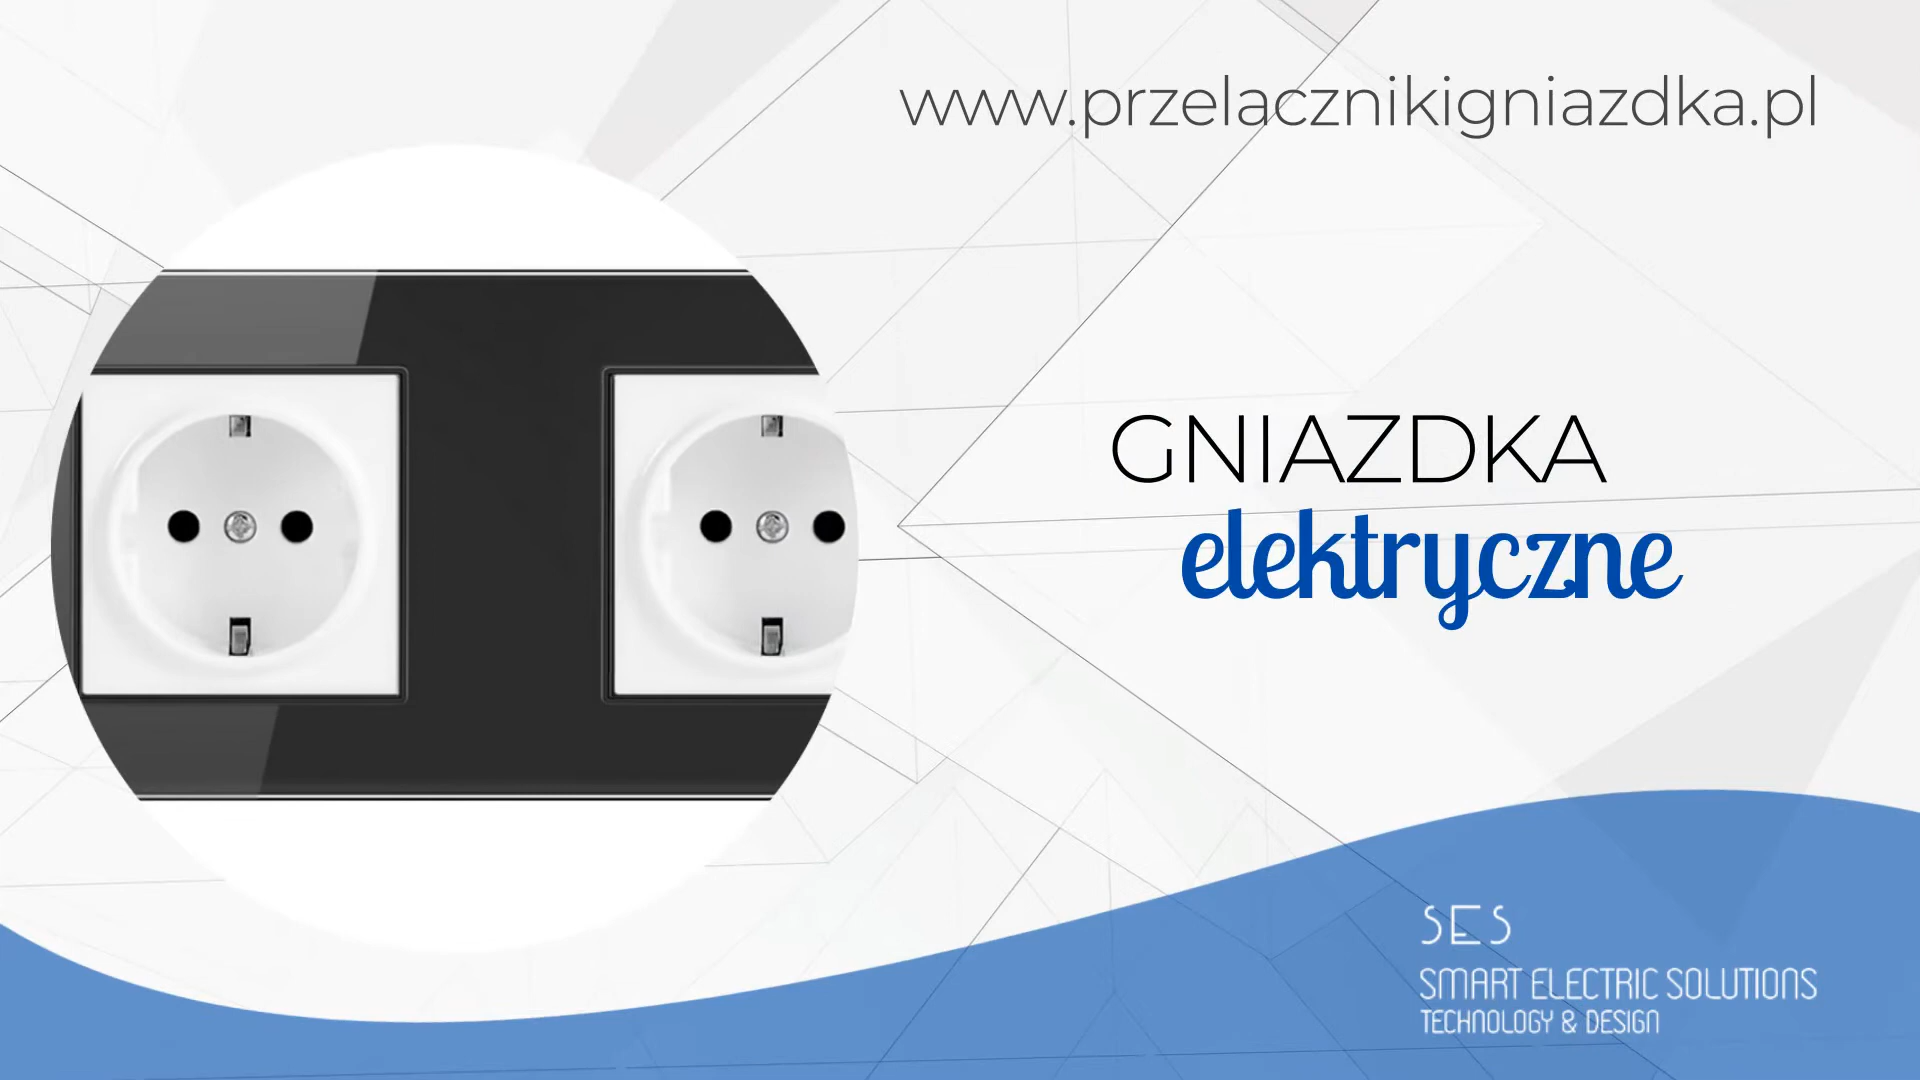 www.przelacznikigniazdka.pl
GNIAZDKA
elektryczne
SES
SMART ELECTRIC SOLUTIONS
TECHNOLOGY & DESIGN